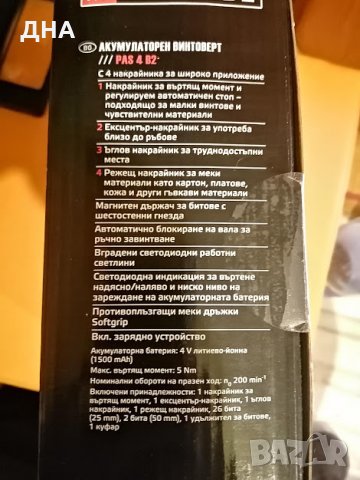 ДНА
BG АКУМУЛАТОРЕН ВИНТОВЕРТ
/// PAS 4 B2
С 4 накрайника за широко приложение
1 Накрайник за въртящ момент и
регулируем автоматичен стоп -
подходящо за малки винтове и
чувствителни материали
2 Ексцентър-накрайник за употреба
близо до ръбове
3 Ъглов накрайник за труднодостъпни
места
4 Режещ накрайник за меки
материали като картон, платове,
кожа и други гъвкави материали
Магнитен държач за битове с
шестостенни гнезда
Автоматично блокиране на вала за
ръчно завинтване
Вградени светодиодни работни
светлини
Светодиодна индикация за въртене
надясно/наляво и ниско ниво на
зареждане на акумулаторната батерия
Противоплъзгащи меки дръжки
Softgrip
Вкл. зарядно устройство
Акумулаторна батерия: 4 V литиево-йонна
(1500 mAh)
Макс. въртящ момент: 5 Nm
Номинални обороти на празен ход: n₀ 200 min⁻¹
Включени принадлежности: 1 накрайник за
въртящ момент, 1 ексцентър-накрайник, 1 ъглов
накрайник, 1 режещ накрайник, 26 бита
(25 mm), 2 бита (50 mm), 1 удължител за битове,
1 куфар
BAZAR